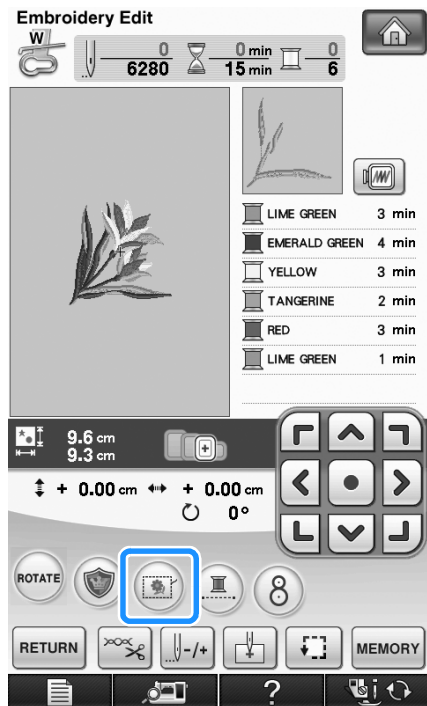 Embroidery Edit
W
0 0 min 0
6280 15 min 6
LIME GREEN 3 min
EMERALD GREEN 4 min
YELLOW 3 min
TANGERINE 2 min
RED 3 min
LIME GREEN 1 min
9.6 cm
9.3 cm
+ 0.00 cm + 0.00 cm
0°
ROTATE
8
RETURN -/+ MEMORY
?